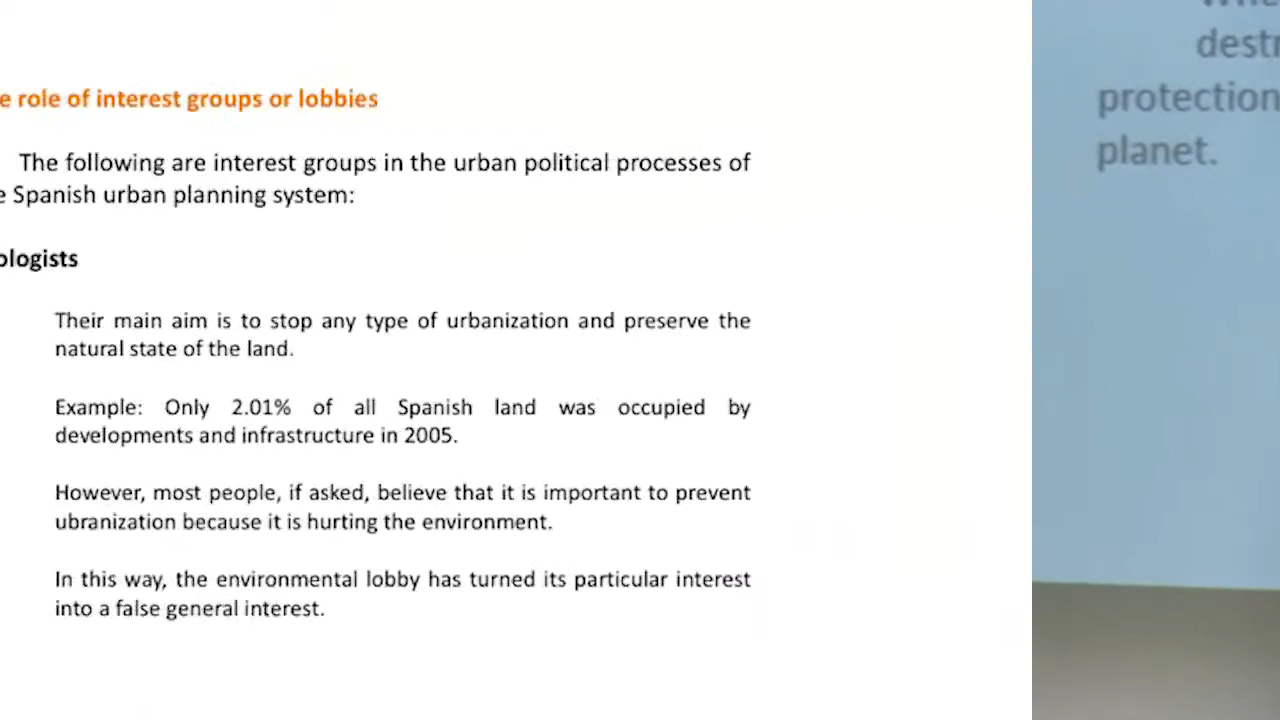 e role of interest groups or lobbies
The following are interest groups in the urban political processes of
e Spanish urban planning system:
ologists
Their main aim is to stop any type of urbanization and preserve the
natural state of the land.
Example: Only 2.01% of all Spanish land was occupied by
developments and infrastructure in 2005.
However, most people, if asked, believe that it is important to prevent
ubranization because it is hurting the environment.
In this way, the environmental lobby has turned its particular interest
into a false general interest.
destr
protection
planet.